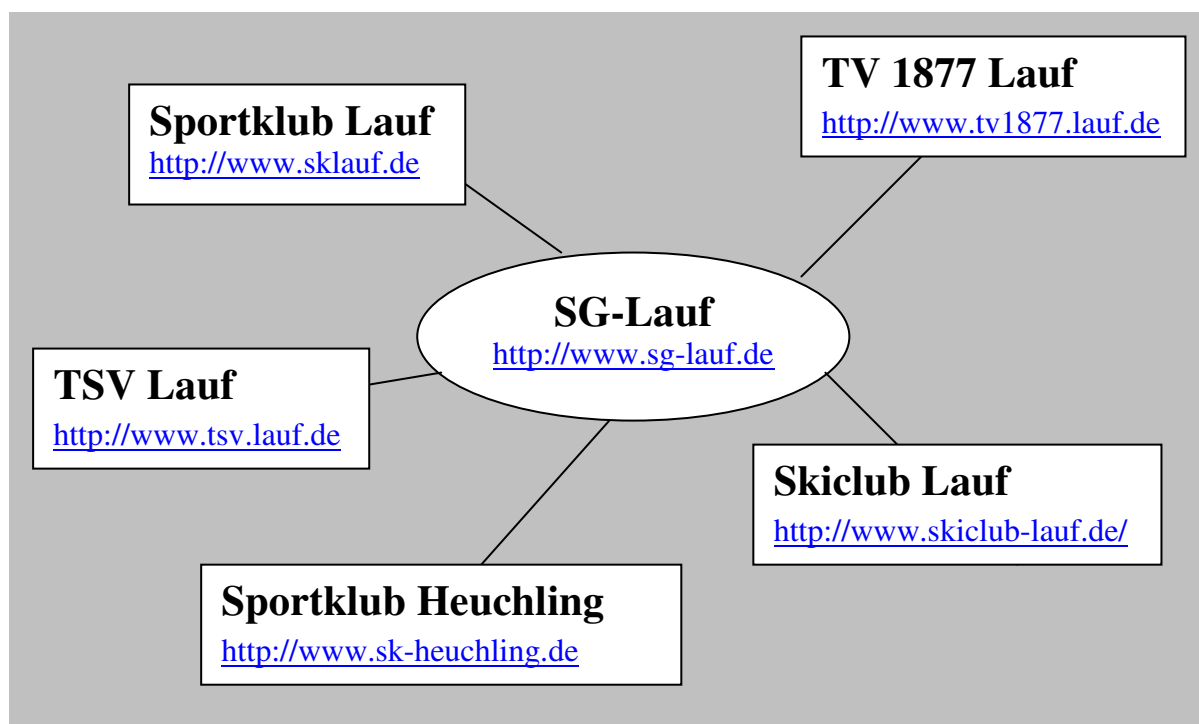 TV 1877 Lauf
http://www.tv1877.lauf.de
Sportklub Lauf
http://www.sklauf.de
SG-Lauf
http://www.sg-lauf.de
TSV Lauf
http://www.tsv.lauf.de
Skiclub Lauf
http://www.skiclub-lauf.de/
Sportklub Heuchling
http://www.sk-heuchling.de